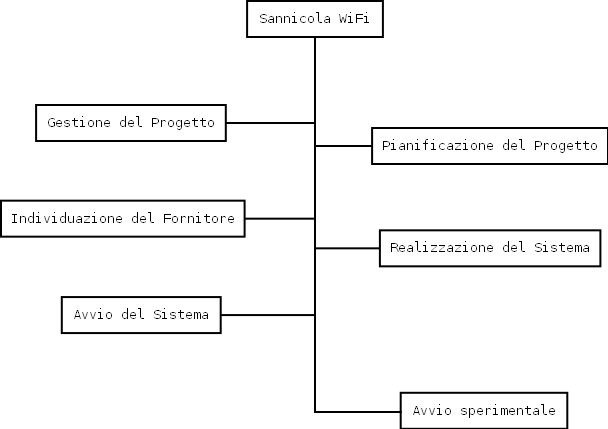 Sannicola WiFi
Gestione del Progetto
Pianificazione del Progetto
Individuazione del Fornitore
Realizzazione del Sistema
Avvio del Sistema
Avvio sperimentale